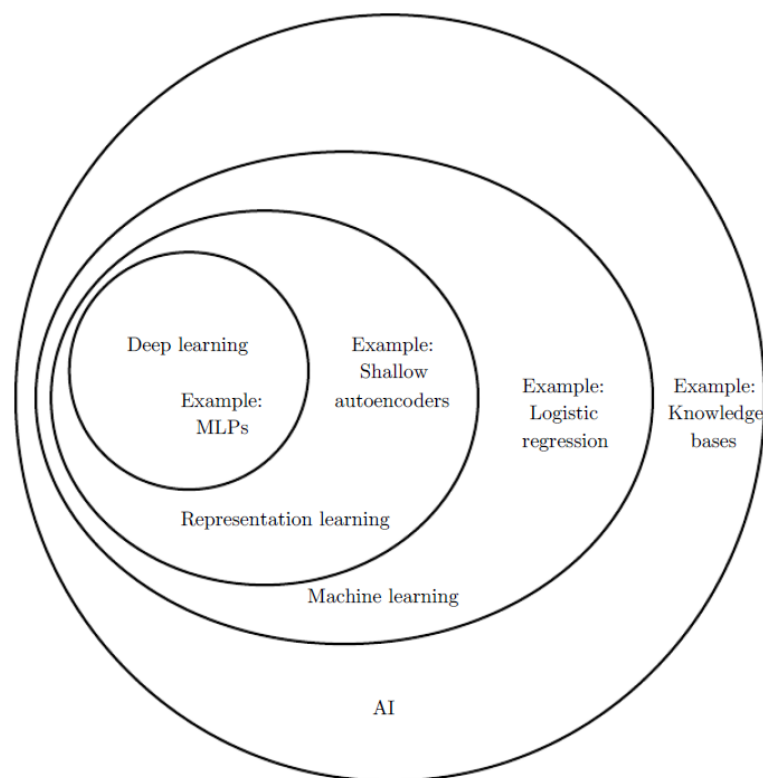 Deep learning
Example:
MLPs
Example:
Shallow
autoencoders
Example:
Logistic
regression
Example:
Knowledge
bases
Representation learning
Machine learning
AI